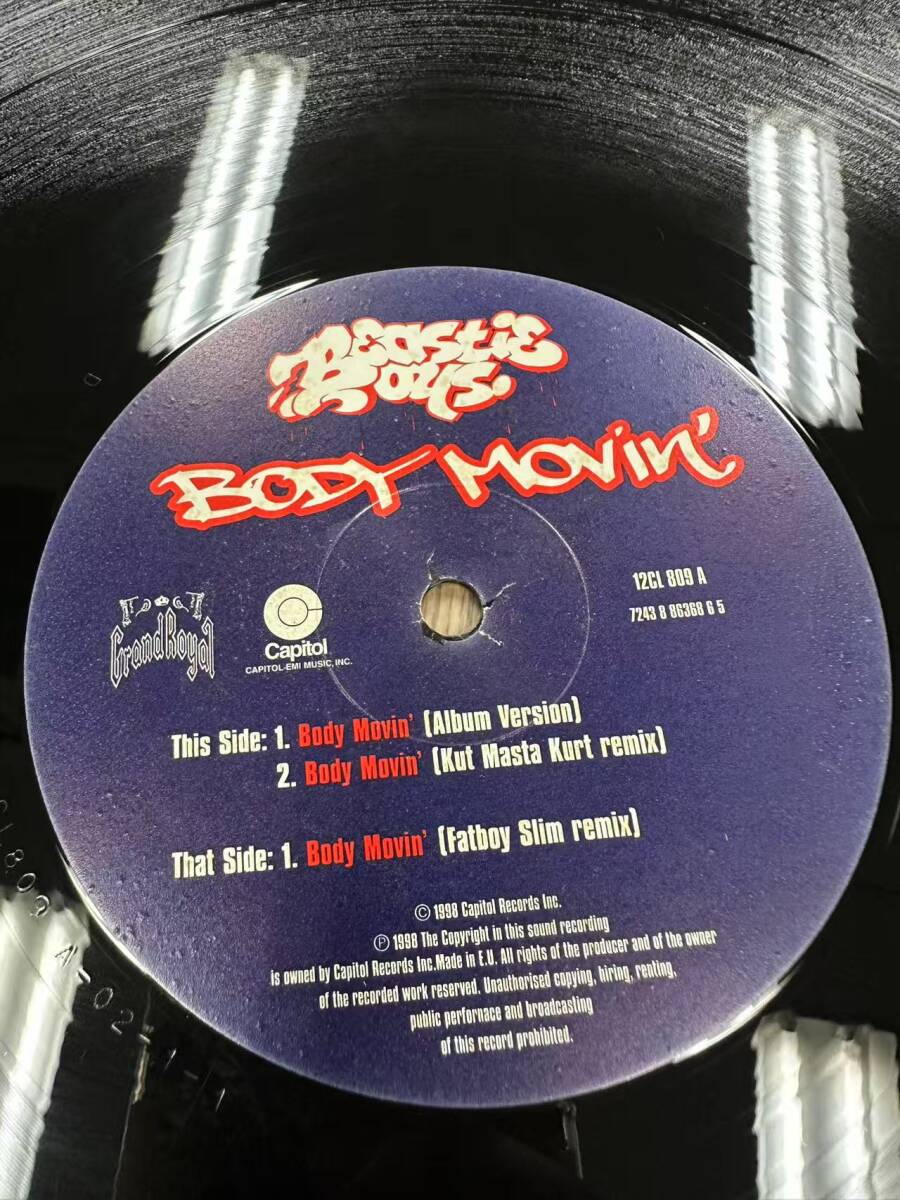 Beastie
Boys.
BODY MOVIN'
12CL 809 A
7243 8 86368 6 5
Grand Royal
Capitol
CAPITOL-EMI MUSIC, INC.
This Side: 1. Body Movin' (Album Version)
2. Body Movin' (Kut Masta Kurt remix)
That Side: 1. Body Movin' (Fatboy Slim remix)
© 1998 Capitol Records Inc.
℗ 1998 The Copyright in this sound recording
is owned by Capitol Records Inc.Made in E.U. All rights of the producer and of the owner
of the recorded work reserved. Unauthorised copying, hiring, renting,
public perfornace and broadcasting
of this record prohibited.